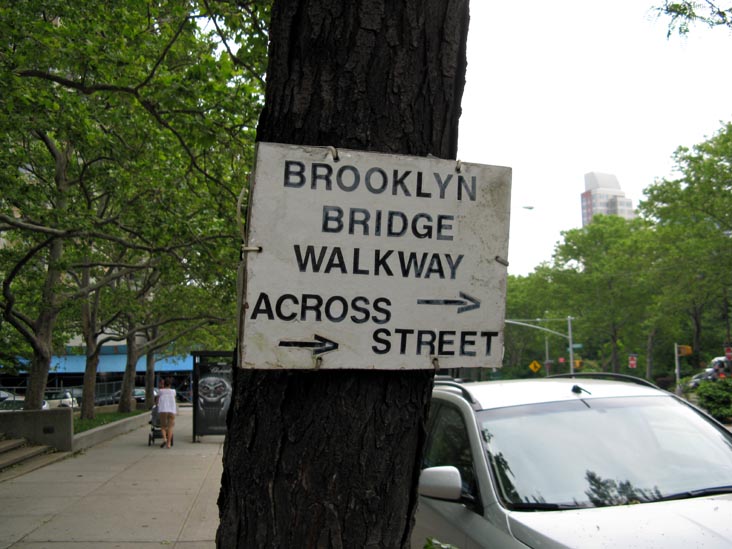 BROOKLYN
BRIDGE
WALKWAY
ACROSS →
→ STREET